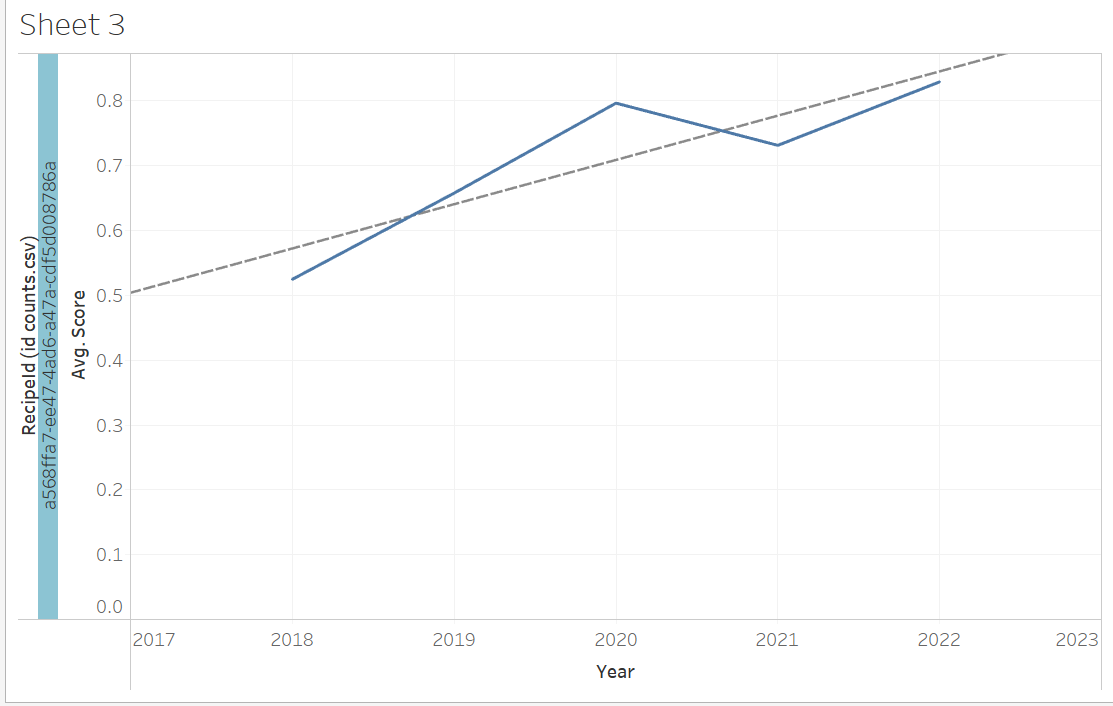 Sheet 3
RecipeId (id counts.csv)
a568ffa7-ee47-4ad6-a47a-cdf5d008786a
Avg. Score
0.8
0.7
0.6
0.5
0.4
0.3
0.2
0.1
0.0
2017 2018 2019 2020 2021 2022 2023
Year